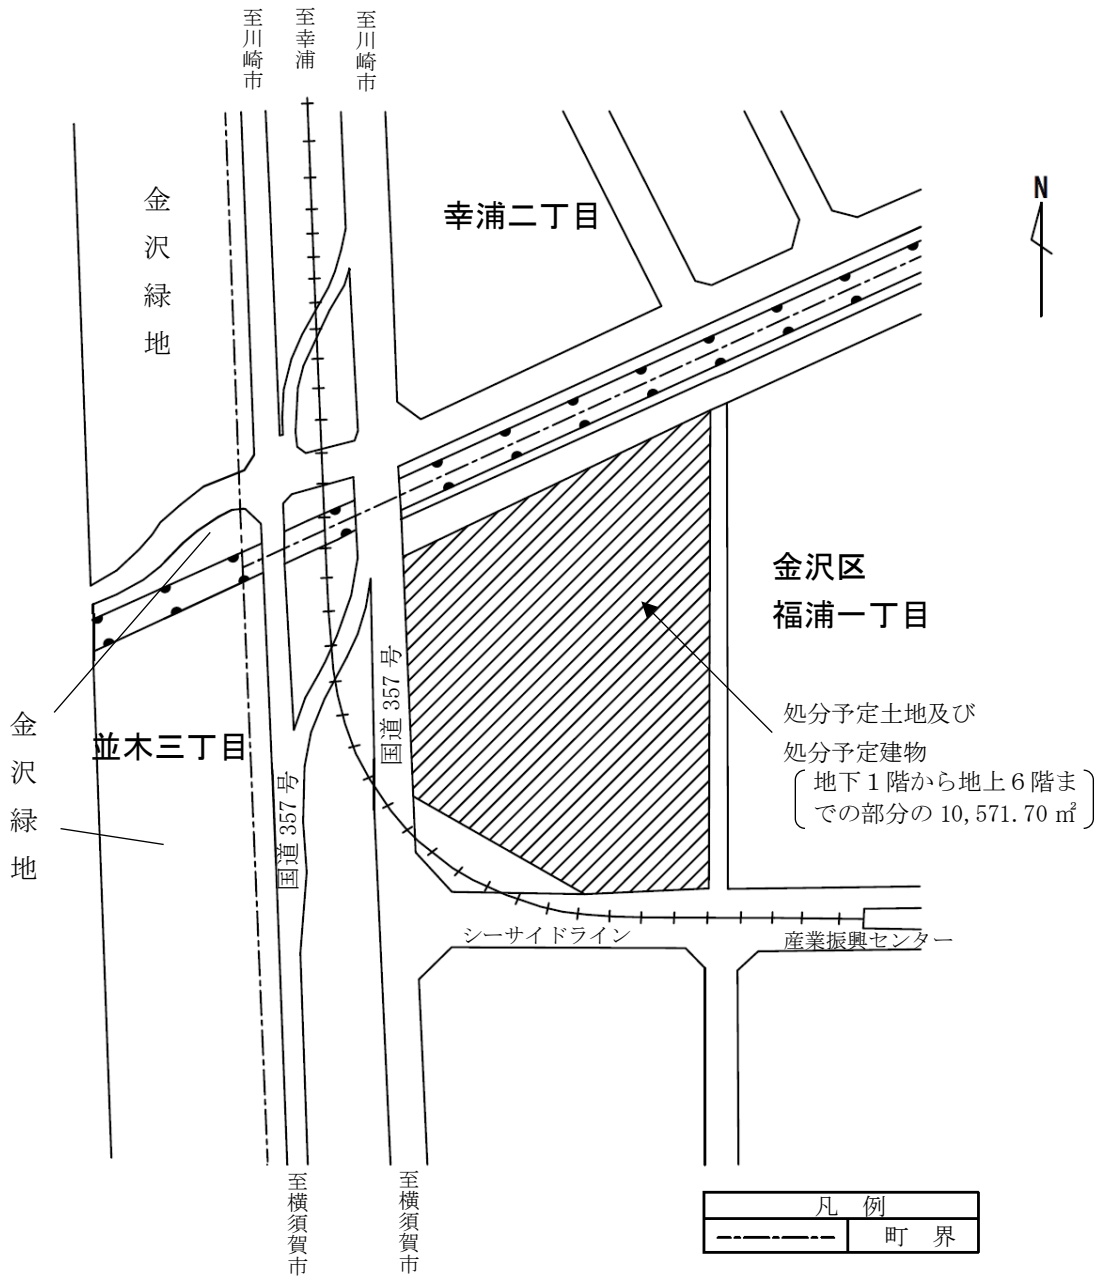 至川崎市
至幸浦
至川崎市
金沢緑地
幸浦二丁目
N
金沢区
福浦一丁目
処分予定土地及び
処分予定建物
地下1階から地上6階ま
での部分の10,571.70㎡
金沢緑地
並木三丁目
国道357号
国道357号
シーサイドライン
産業振興センター
至横須賀市
至横須賀市
凡 例
町 界